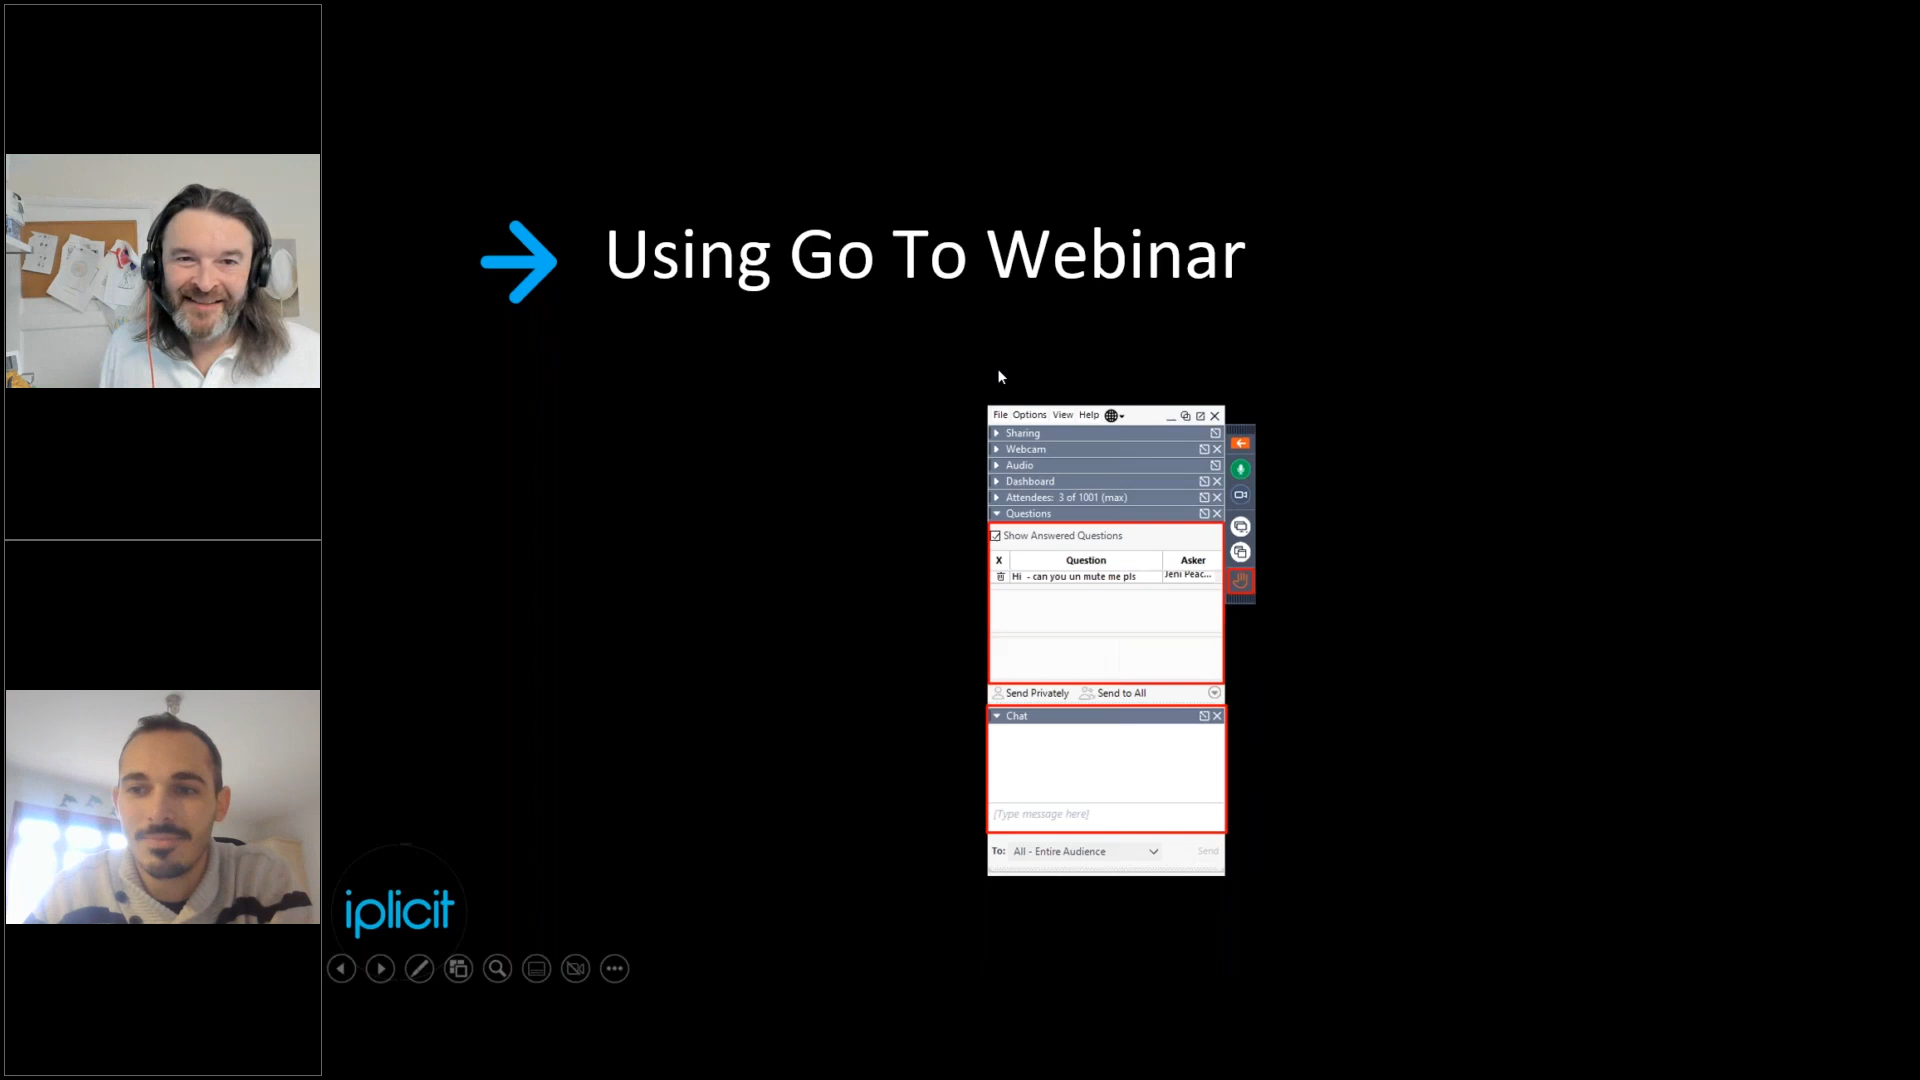 Using Go To Webinar
File Options View Help
Sharing
Webcam
Audio
Dashboard
Attendees: 3 of 1001 (max)
Questions
Show Answered Questions
X Question Asker
Hi - can you un mute me pls Jeni Peac...
Send Privately Send to All
Chat
[Type message here]
To: All - Entire Audience Send
iplicit